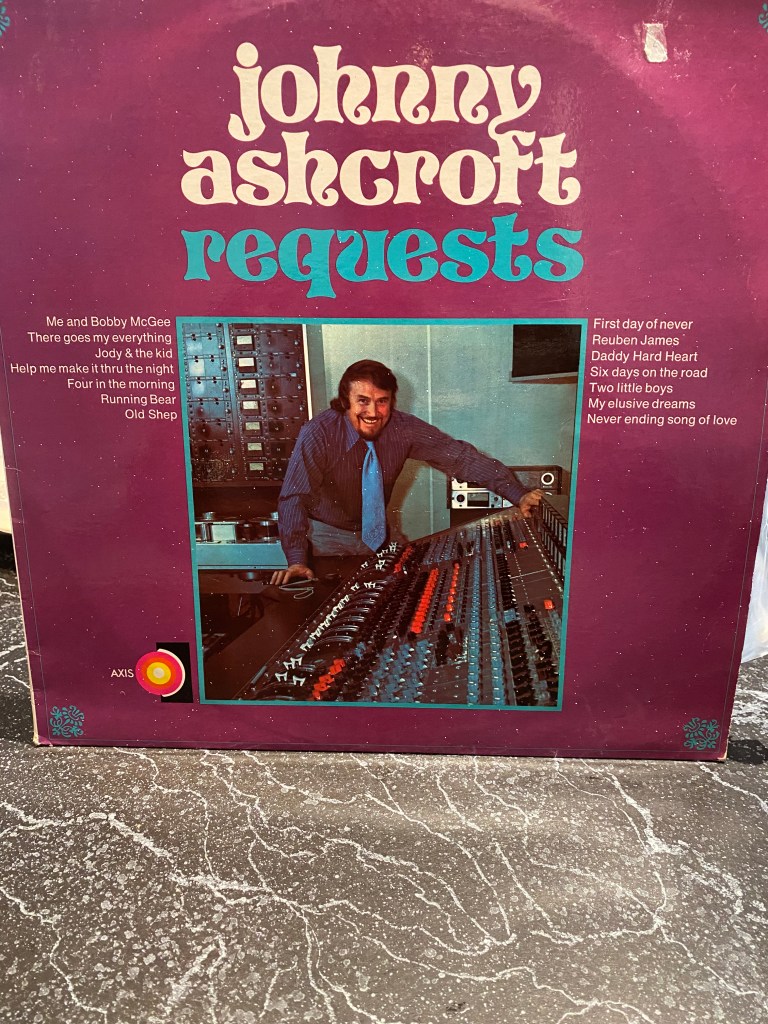 johnny
ashcroft
requests
Me and Bobby McGee
There goes my everything
Jody & the kid
Help me make it thru the night
Four in the morning
Running Bear
Old Shep
First day of never
Reuben James
Daddy Hard Heart
Six days on the road
Two little boys
My elusive dreams
Never ending song of love
AXIS